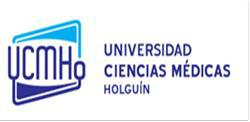 UCMHo
UNIVERSIDAD
CIENCIAS MÉDICAS
HOLGUÍN